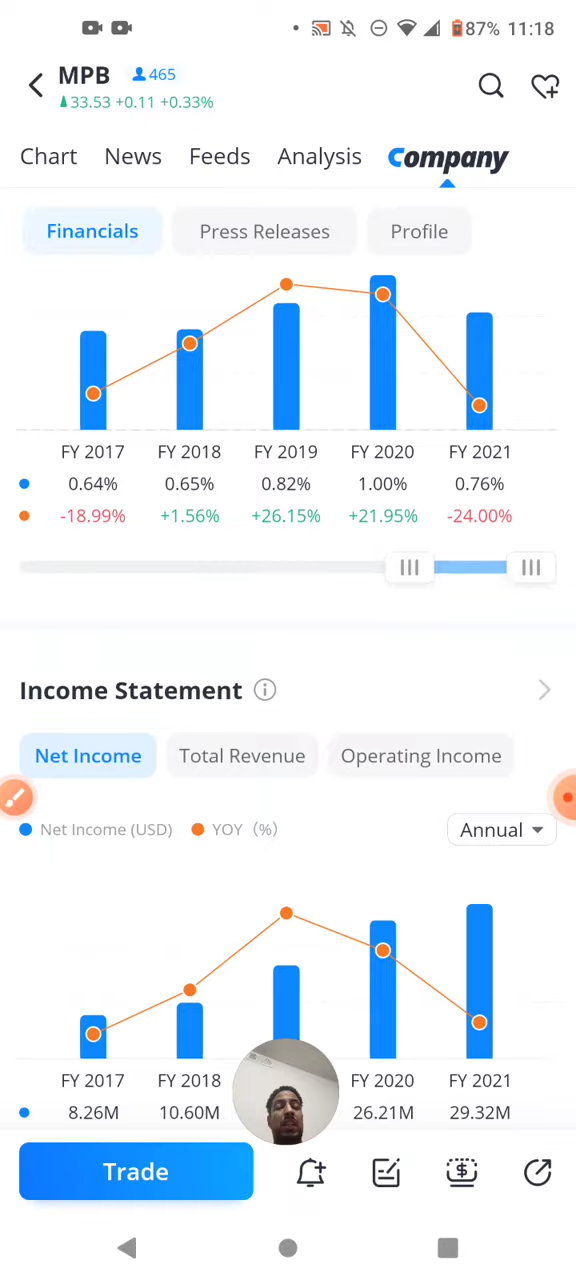 87% 11:18
MPB 465
33.53 +0.11 +0.33%
Chart News Feeds Analysis Company
Financials Press Releases Profile
FY 2017 FY 2018 FY 2019 FY 2020 FY 2021
0.64% 0.65% 0.82% 1.00% 0.76%
-18.99% +1.56% +26.15% +21.95% -24.00%
Income Statement
Net Income Total Revenue Operating Income
Net Income (USD) YOY (%) Annual
FY 2017 FY 2018 FY 2020 FY 2021
8.26M 10.60M 26.21M 29.32M
Trade